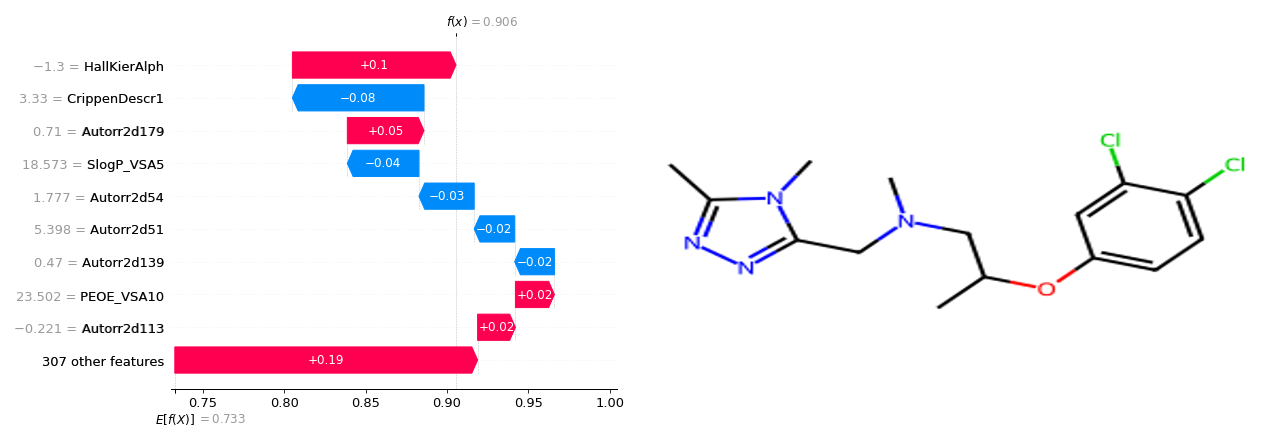 f(x) = 0.906
−1.3 = HallKierAlph
+0.1
3.33 = CrippenDescr1
−0.08
0.71 = Autorr2d179
+0.05
18.573 = SlogP_VSA5
−0.04
1.777 = Autorr2d54
−0.03
5.398 = Autorr2d51
−0.02
0.47 = Autorr2d139
−0.02
23.502 = PEOE_VSA10
+0.02
−0.221 = Autorr2d113
+0.02
307 other features
+0.19
0.75 0.80 0.85 0.90 0.95 1.00
E[f(X)] = 0.733
Cl
Cl
N
N
N
N
O